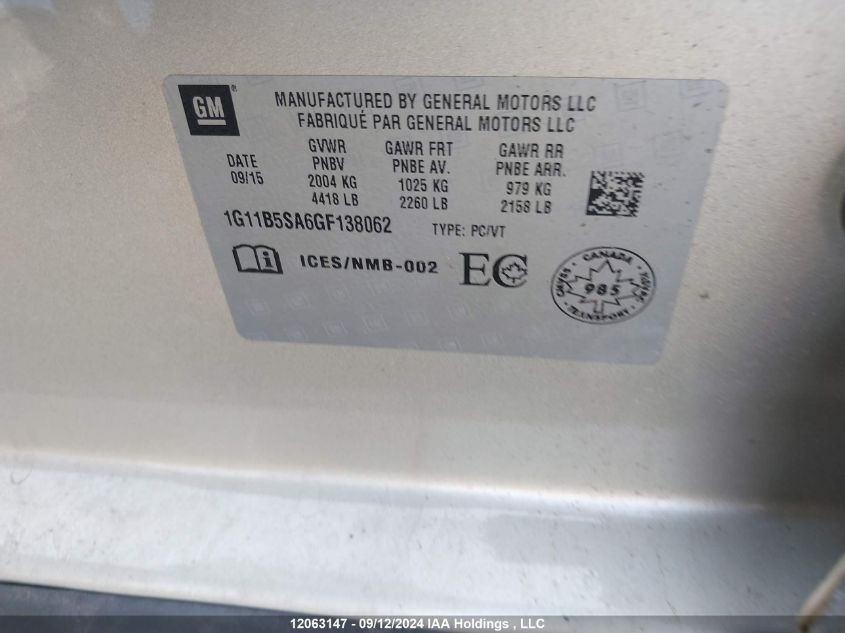 GM
MANUFACTURED BY GENERAL MOTORS LLC
FABRIQUÉ PAR GENERAL MOTORS LLC
DATE
09/15
GVWR
PNBV
2004 KG
4418 LB
GAWR FRT
PNBE AV.
1025 KG
2260 LB
GAWR RR
PNBE ARR.
979 KG
2158 LB
1G11B5SA6GF138062
TYPE: PC/VT
ICES/NMB-002
EC
CANADA
985
TRANSPORT
12063147 - 09/12/2024 IAA Holdings , LLC